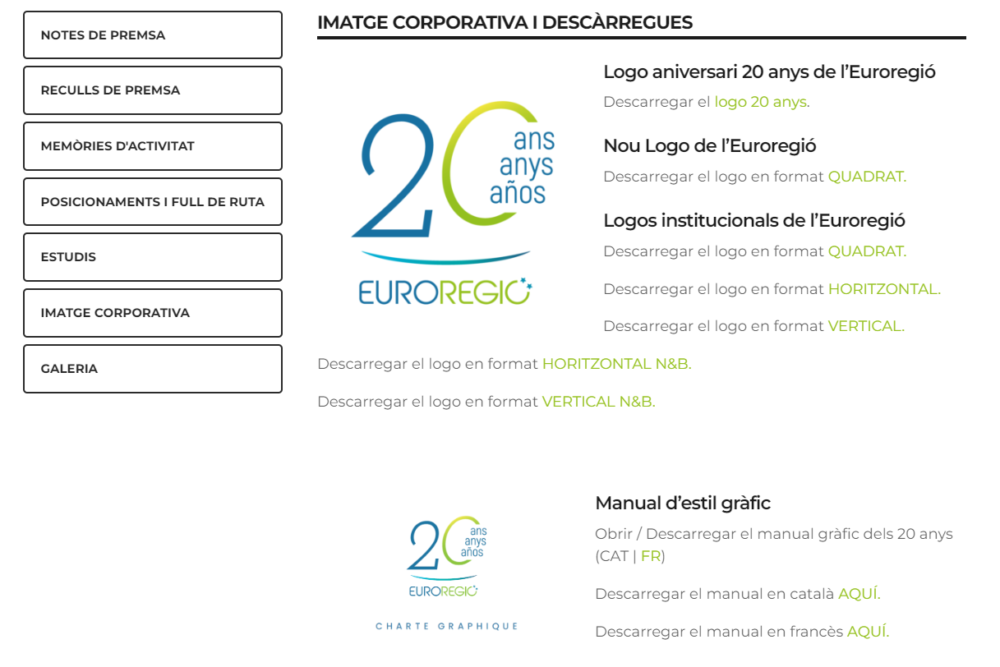 NOTES DE PREMSA
RECULLS DE PREMSA
MEMÒRIES D'ACTIVITAT
POSICIONAMENTS I FULL DE RUTA
ESTUDIS
IMATGE CORPORATIVA
GALERIA
IMATGE CORPORATIVA I DESCÀRREGUES
20 ans
anys
años
EUROREGIO
Logo aniversari 20 anys de l’Euroregió
Descarregar el logo 20 anys.
Nou Logo de l’Euroregió
Descarregar el logo en format QUADRAT.
Logos institucionals de l’Euroregió
Descarregar el logo en format QUADRAT.
Descarregar el logo en format HORITZONTAL.
Descarregar el logo en format VERTICAL.
Descarregar el logo en format HORITZONTAL N&B.
Descarregar el logo en format VERTICAL N&B.
20 ans
anys
años
EUROREGIO
CHARTE GRAPHIQUE
Manual d’estil gràfic
Obrir / Descarregar el manual gràfic dels 20 anys
(CAT | FR)
Descarregar el manual en català AQUÍ.
Descarregar el manual en francès AQUÍ.